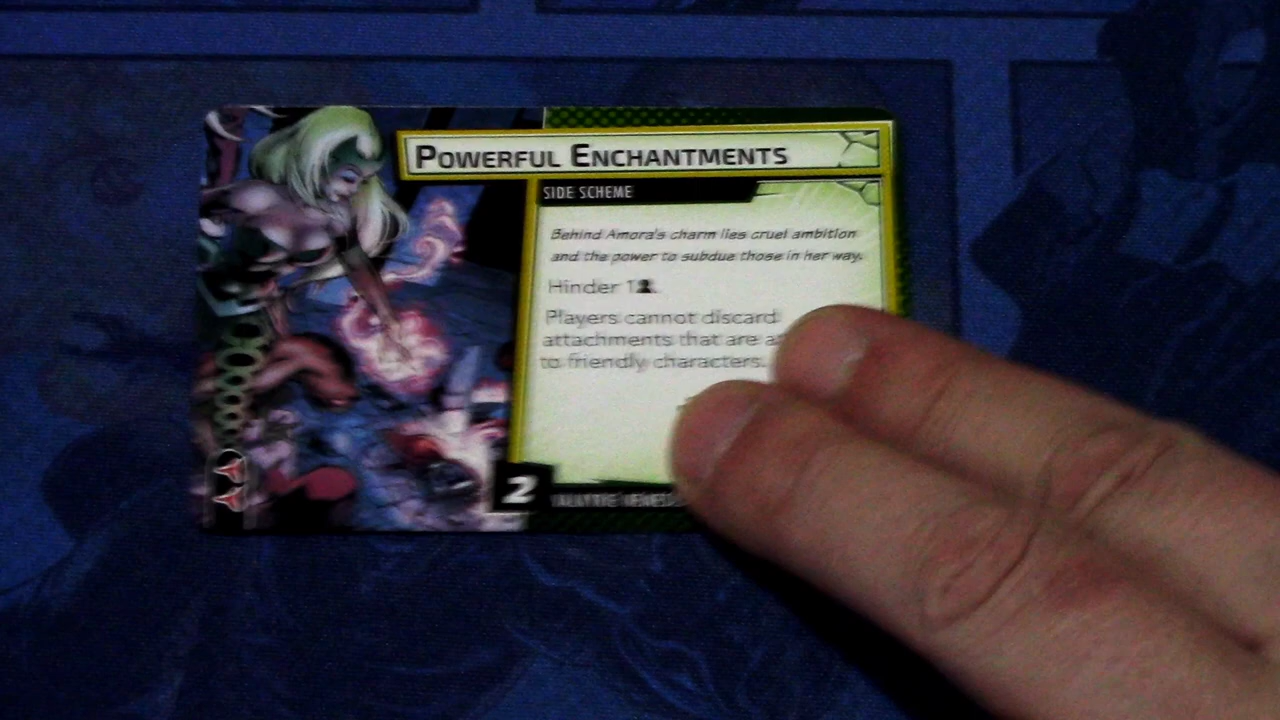 POWERFUL ENCHANTMENTS
SIDE SCHEME
Behind Amora's charm lies cruel ambition
and the power to subdue those in her way.
Hinder 1.
Players cannot discard
attachments that are
to friendly characters.
2
VALKYRIE